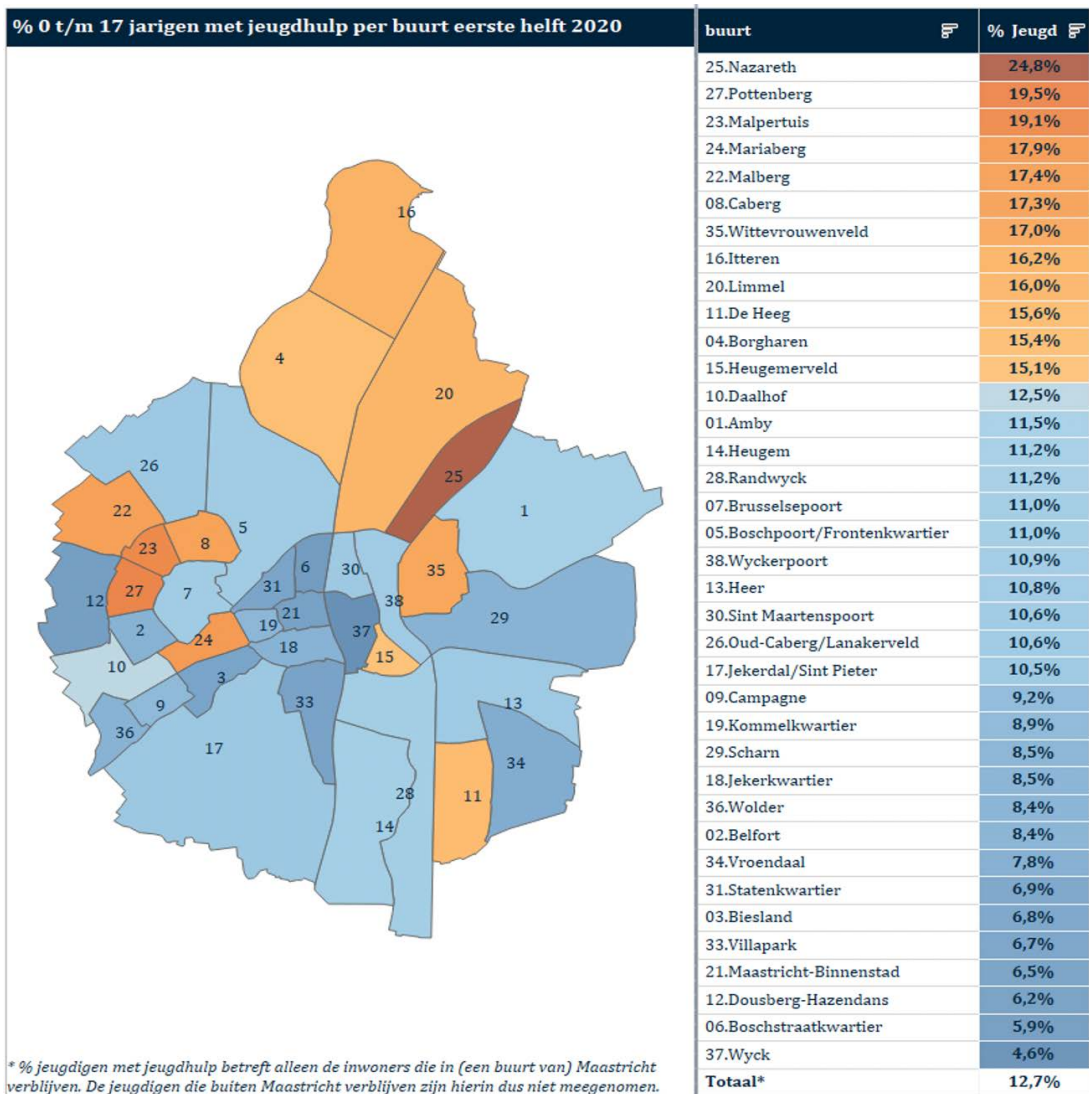 % 0 t/m 17 jarigen met jeugdhulp per buurt eerste helft 2020
16
4
20
26
25
22
5
1
23
8
6
30
35
27
31
12
7
38
29
21
2
19
37
24
18
15
10
3
9
33
13
36
17
34
28
11
14
* % jeugdigen met jeugdhulp betreft alleen de inwoners die in (een buurt van) Maastricht
verblijven. De jeugdigen die buiten Maastricht verblijven zijn hierin dus niet meegenomen.
buurt % Jeugd
25.Nazareth 24,8%
27.Pottenberg 19,5%
23.Malpertuis 19,1%
24.Mariaberg 17,9%
22.Malberg 17,4%
08.Caberg 17,3%
35.Wittevrouwenveld 17,0%
16.Itteren 16,2%
20.Limmel 16,0%
11.De Heeg 15,6%
04.Borgharen 15,4%
15.Heugemerveld 15,1%
10.Daalhof 12,5%
01.Amby 11,5%
14.Heugem 11,2%
28.Randwyck 11,2%
07.Brusselsepoort 11,0%
05.Boschpoort/Frontenkwartier 11,0%
38.Wyckerpoort 10,9%
13.Heer 10,8%
30.Sint Maartenspoort 10,6%
26.Oud-Caberg/Lanakerveld 10,6%
17.Jekerdal/Sint Pieter 10,5%
09.Campagne 9,2%
19.Kommelkwartier 8,9%
29.Scharn 8,5%
18.Jekerkwartier 8,5%
36.Wolder 8,4%
02.Belfort 8,4%
34.Vroendaal 7,8%
31.Statenkwartier 6,9%
03.Biesland 6,8%
33.Villapark 6,7%
21.Maastricht-Binnenstad 6,5%
12.Dousberg-Hazendans 6,2%
06.Boschstraatkwartier 5,9%
37.Wyck 4,6%
Totaal* 12,7%